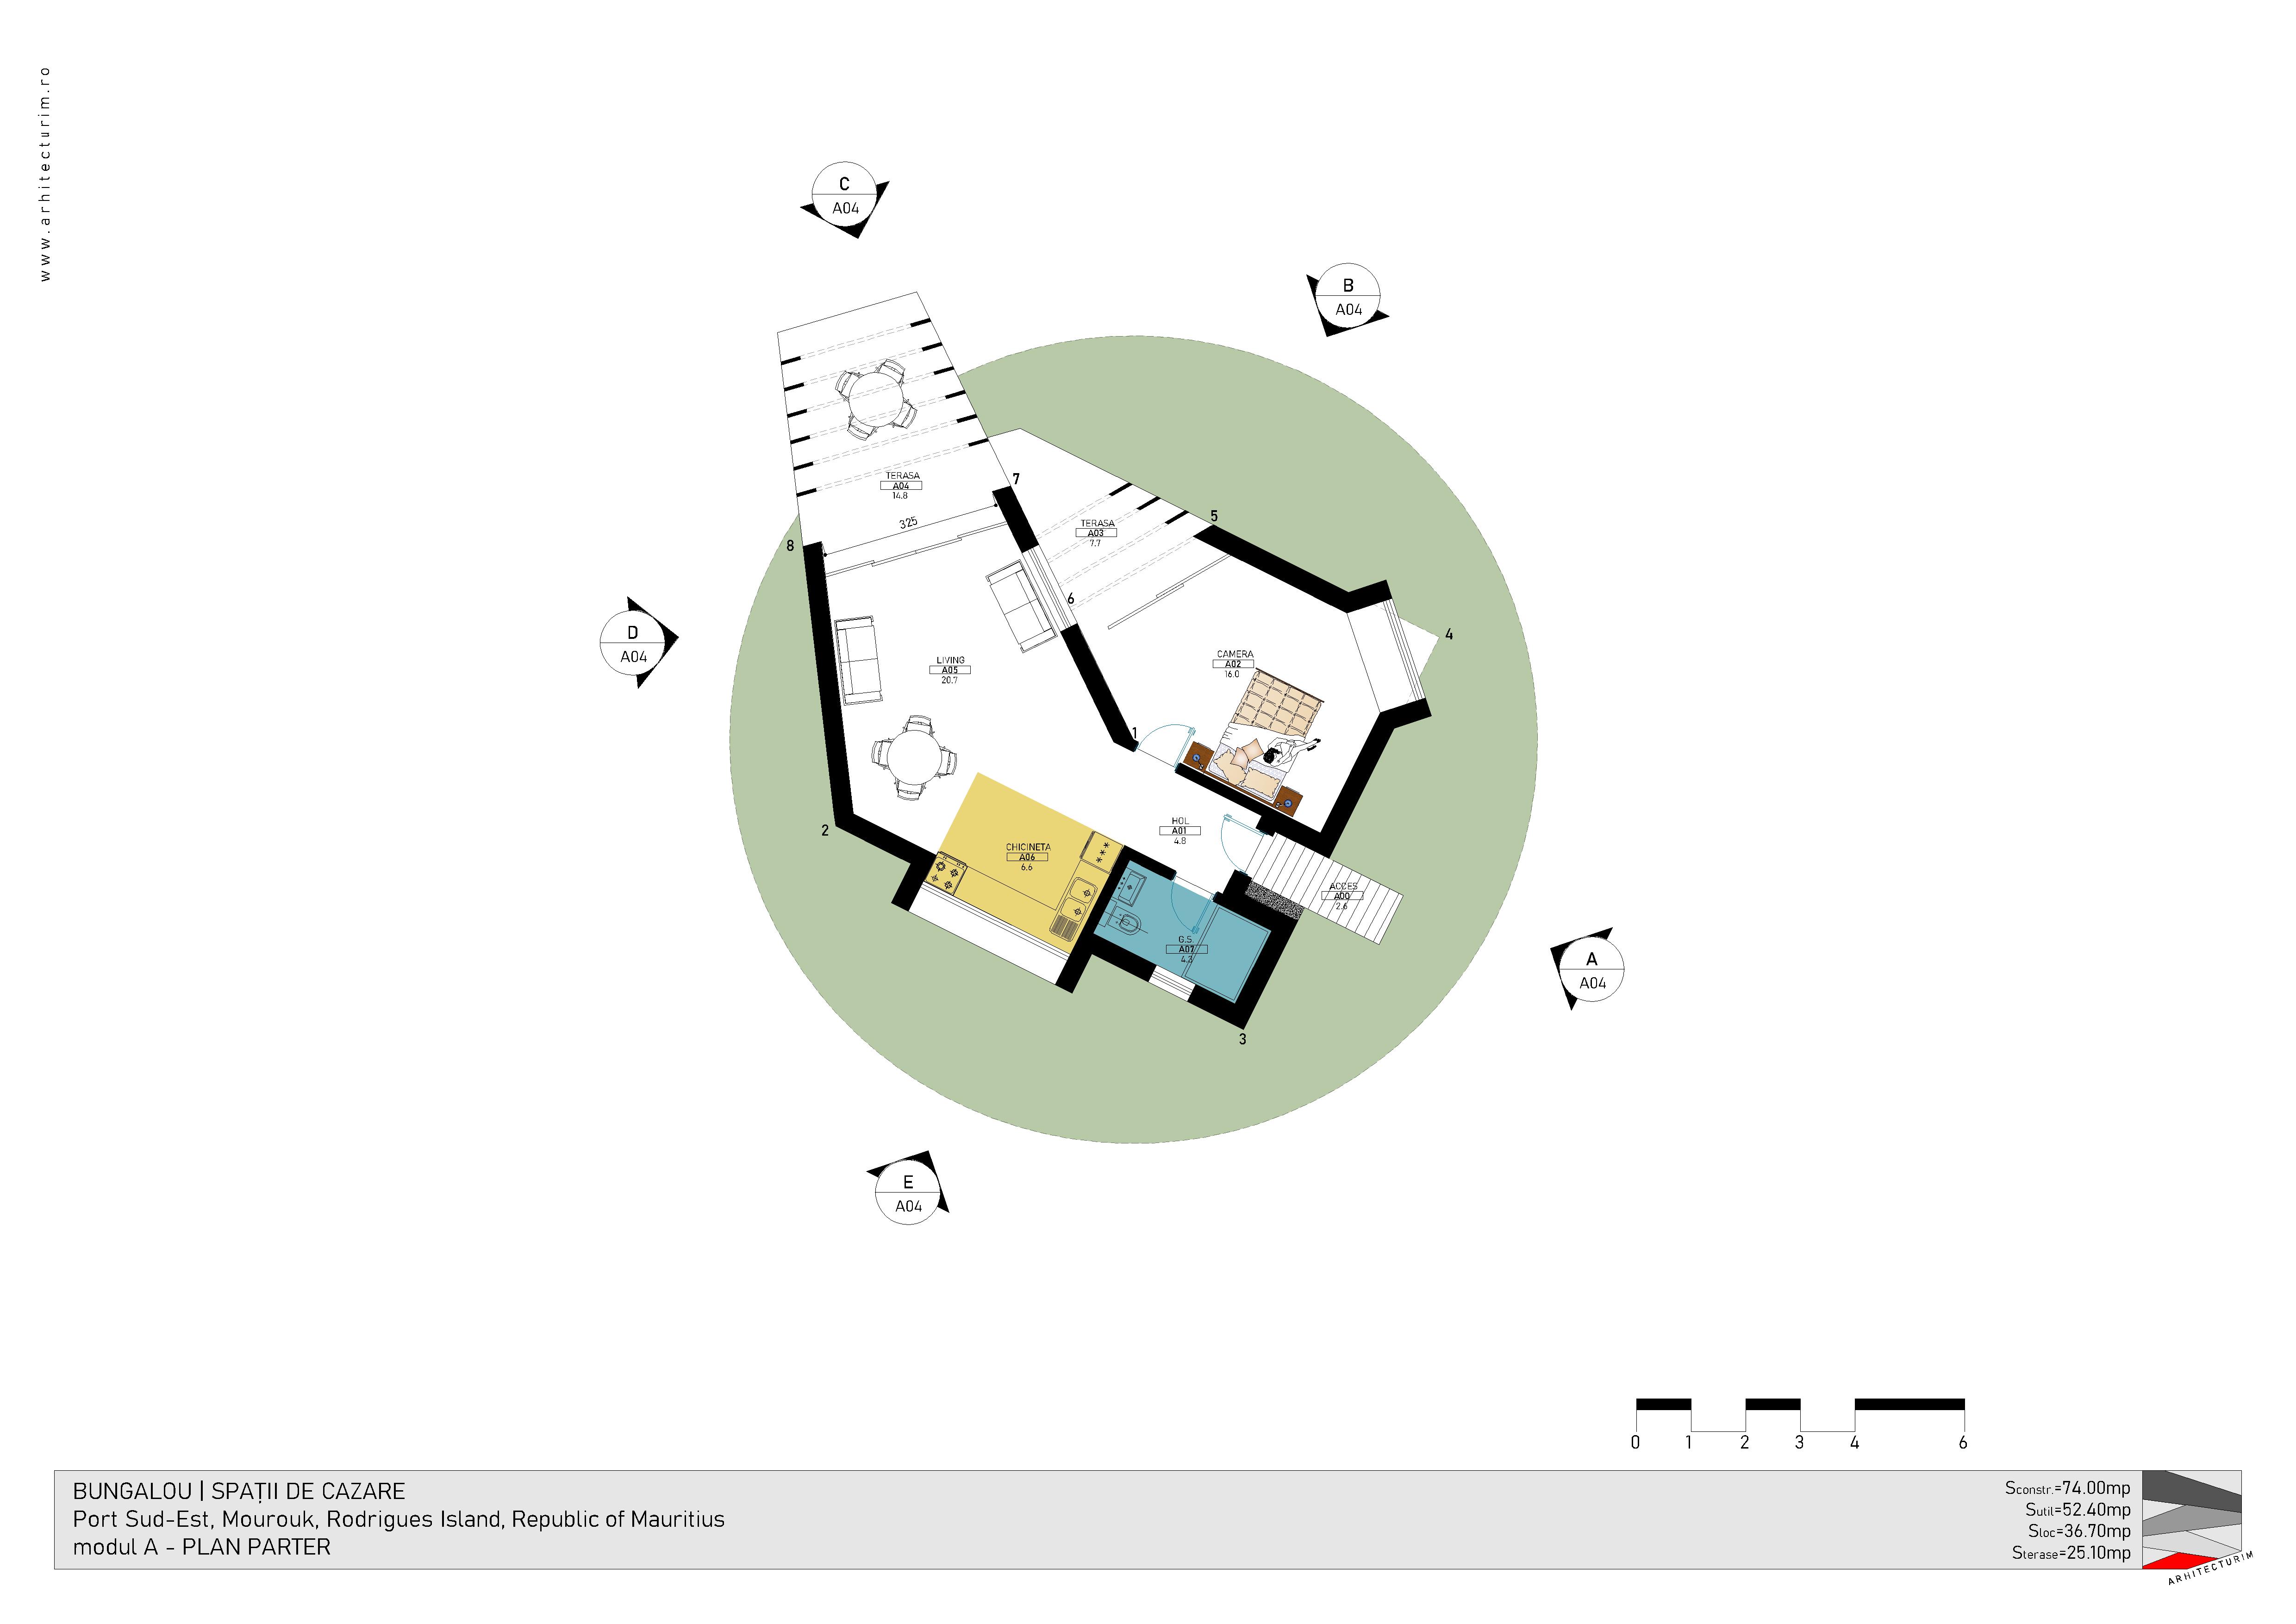 www.arhitecturim.ro
C
A04
B
A04
TERASA
A04
14.8
7
325
8
5
TERASA
A03
7.7
6
4
D
A04
LIVING
A05
20.7
CAMERA
A02
16.0
1
2
HOL
A01
4.8
CHICINETA
A06
6.6
ACCES
A00
2.6
G.S.
A07
4.3
A
A04
3
E
A04
0 1 2 3 4 6
BUNGALOU | SPAȚII DE CAZARE
Port Sud-Est, Mourouk, Rodrigues Island, Republic of Mauritius
modul A - PLAN PARTER
Sconstr.=74.00mp
Sutil=52.40mp
Sloc=36.70mp
Sterase=25.10mp
ARHITECTURIM